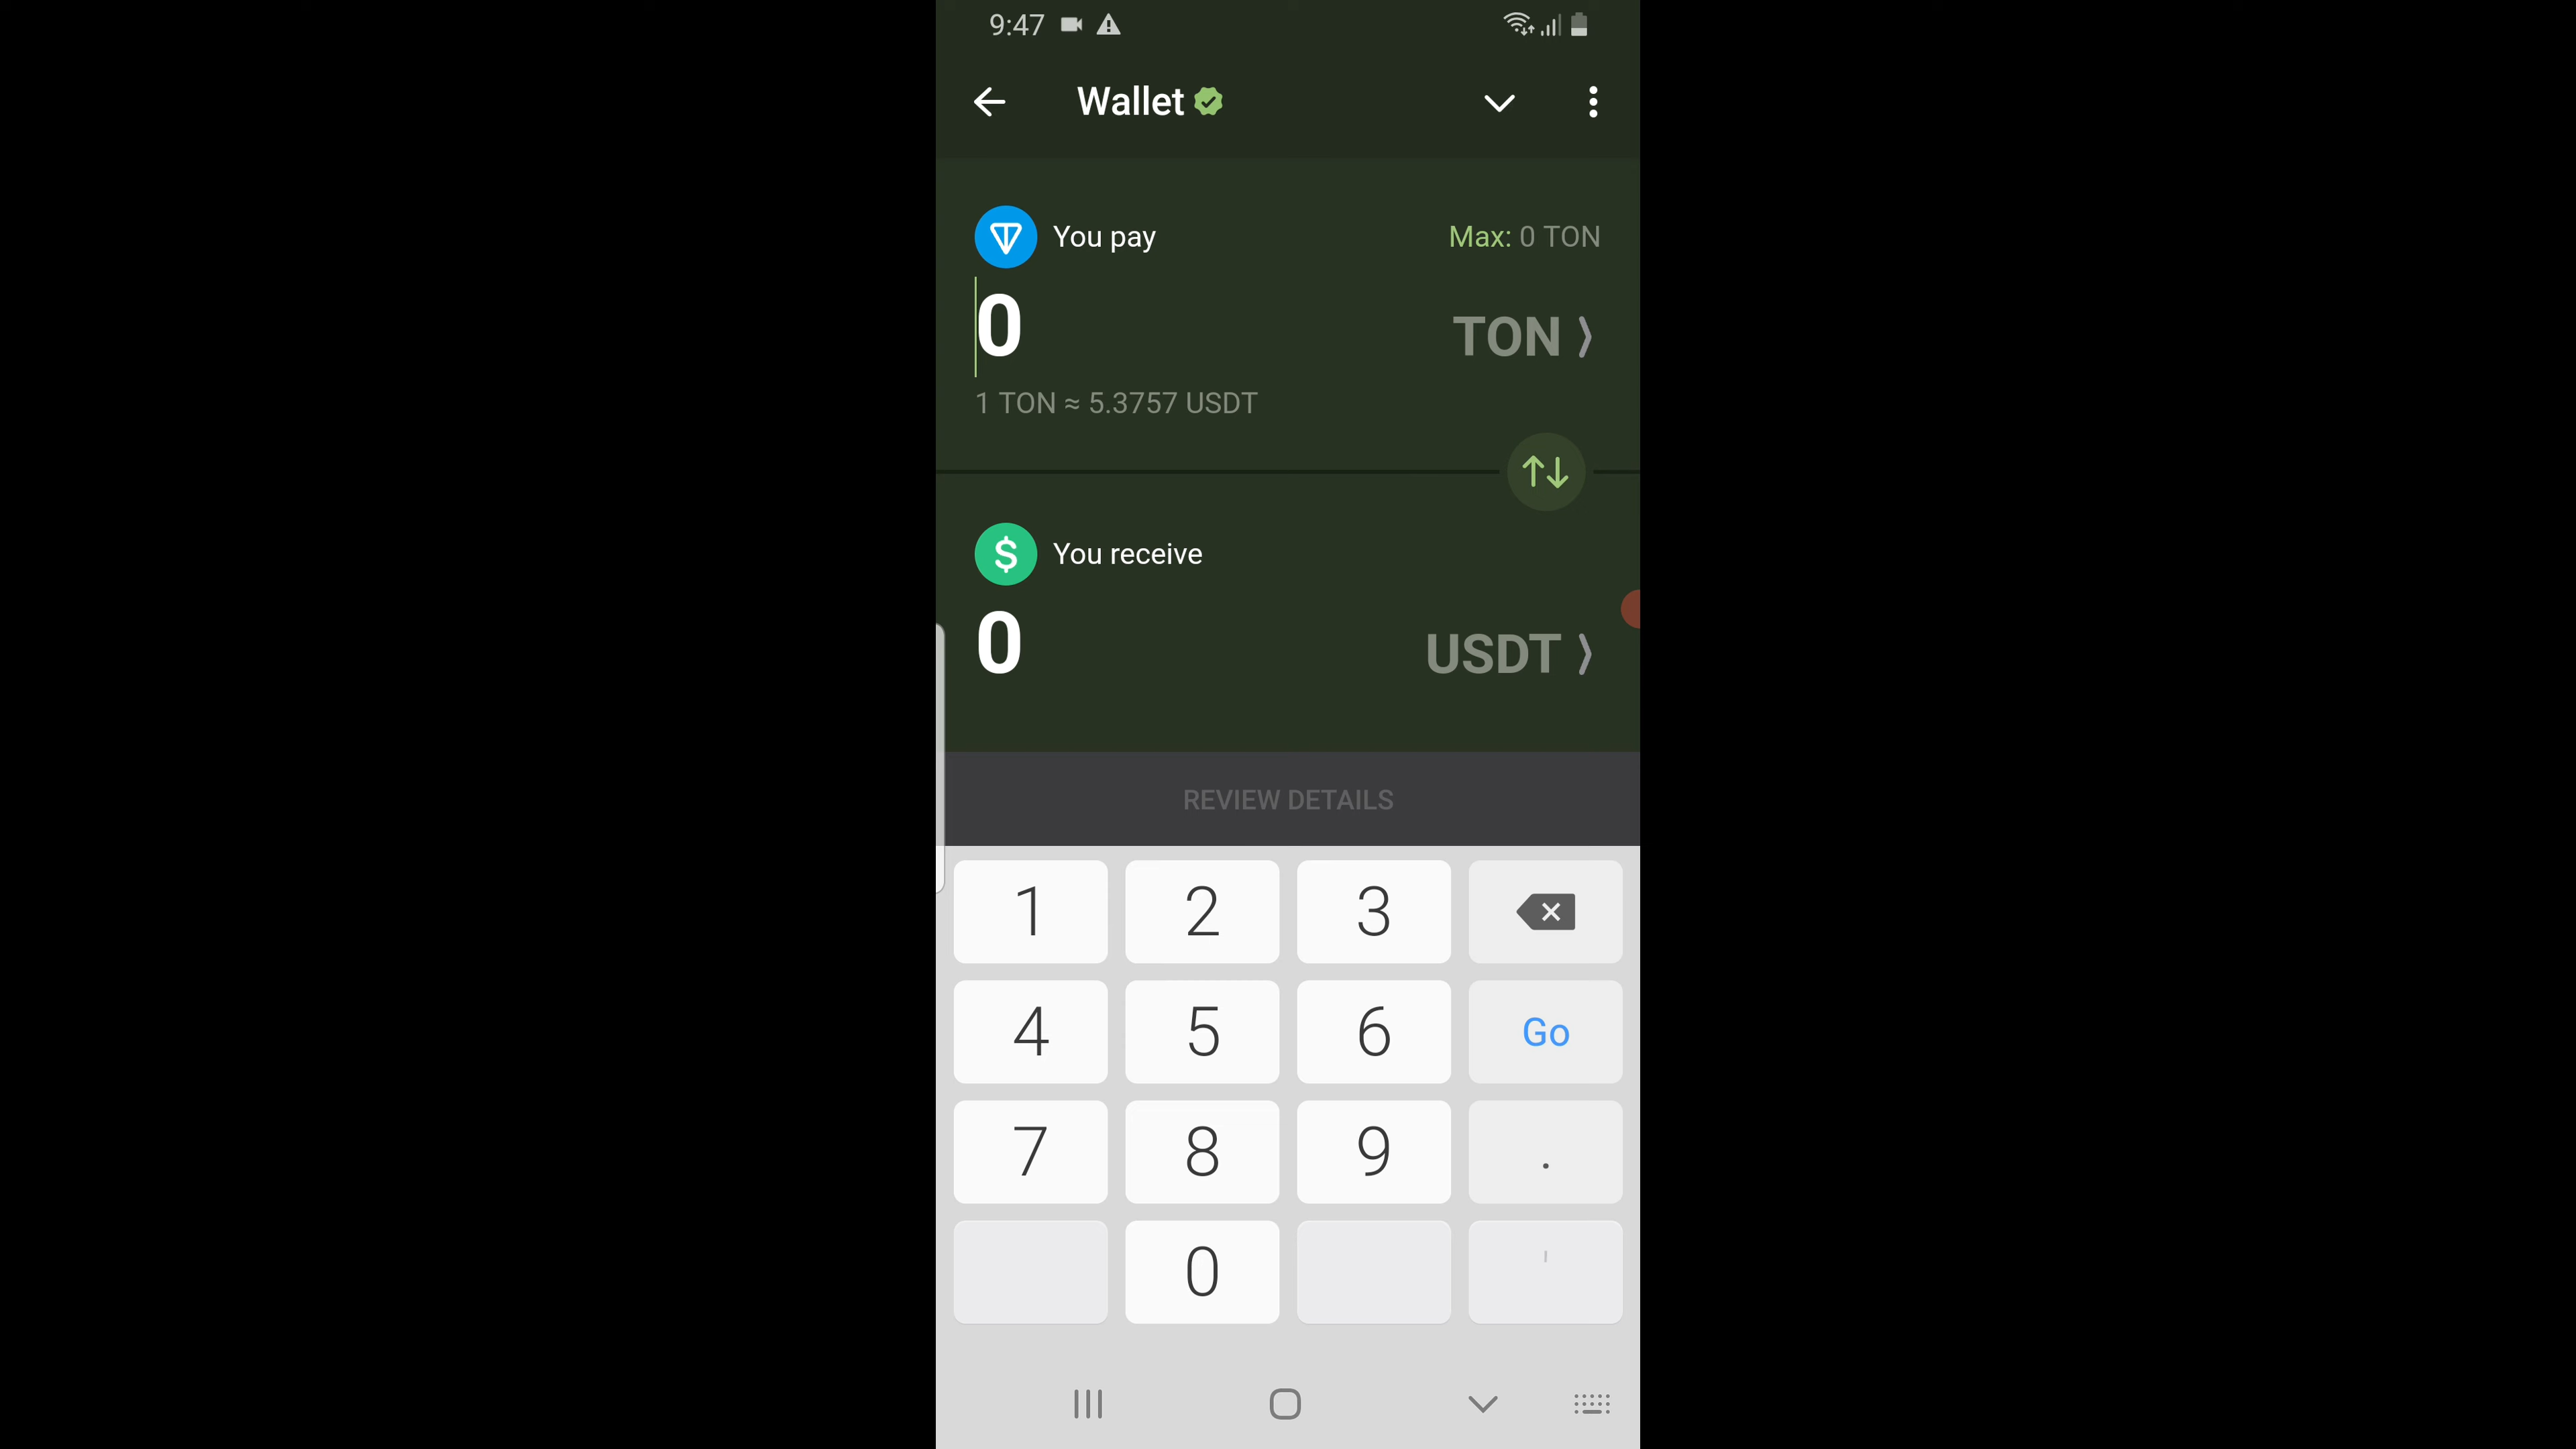 9:47
Wallet
You pay
Max: 0 TON
0
TON
1 TON ≈ 5.3757 USDT
$
You receive
0
USDT
REVIEW DETAILS
1 2 3
4 5 6 Go
7 8 9 .
0 '